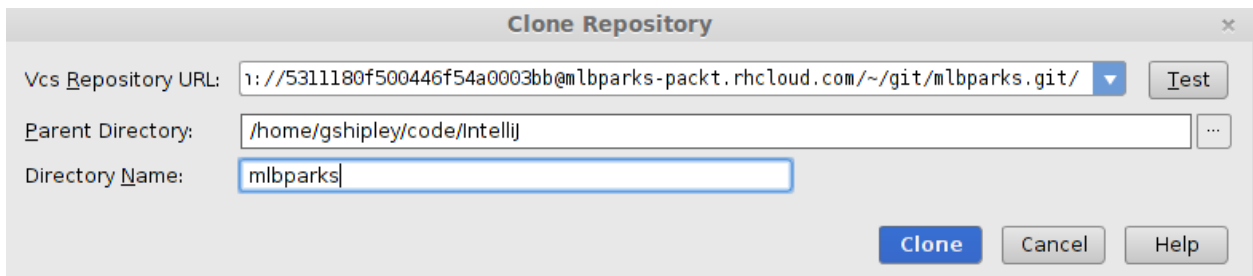 Clone Repository ×
Vcs Repository URL: ://5311180f500446f54a0003bb@mlbparks-packt.rhcloud.com/~/git/mlbparks.git/ Test
Parent Directory: /home/gshipley/code/IntelliJ ...
Directory Name: mlbparks
Clone Cancel Help